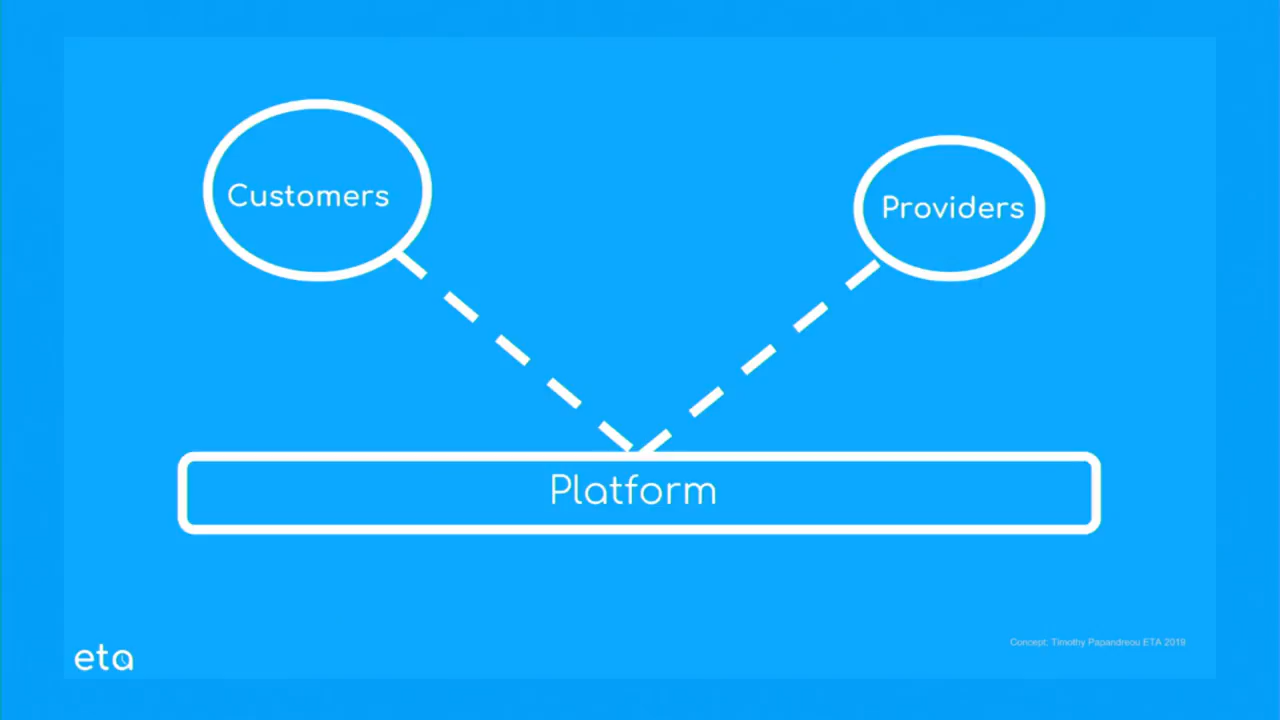 Customers
Providers
Platform
Concept: Timothy Papandreou ETA 2019
eta